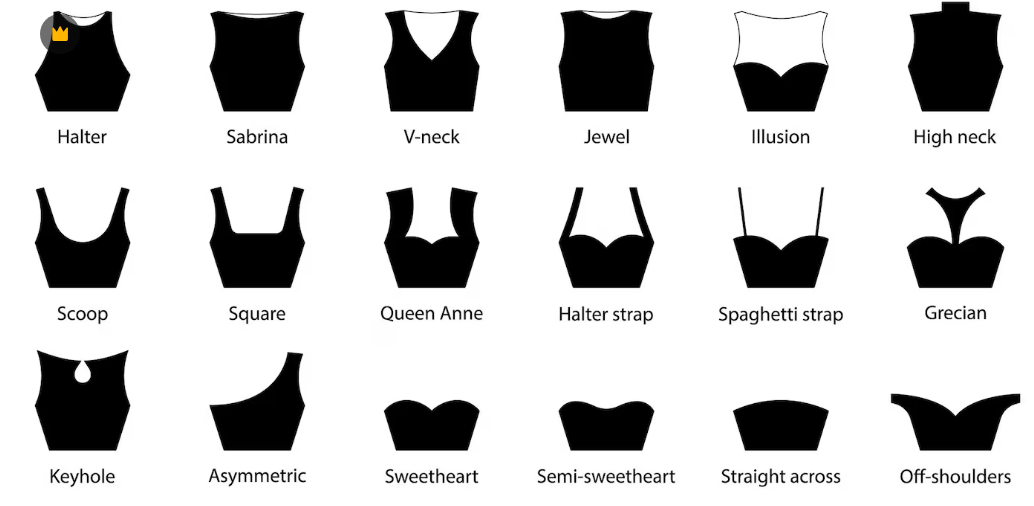 Halter
Sabrina
V-neck
Jewel
Illusion
High neck
Scoop
Square
Queen Anne
Halter strap
Spaghetti strap
Grecian
Keyhole
Asymmetric
Sweetheart
Semi-sweetheart
Straight across
Off-shoulders